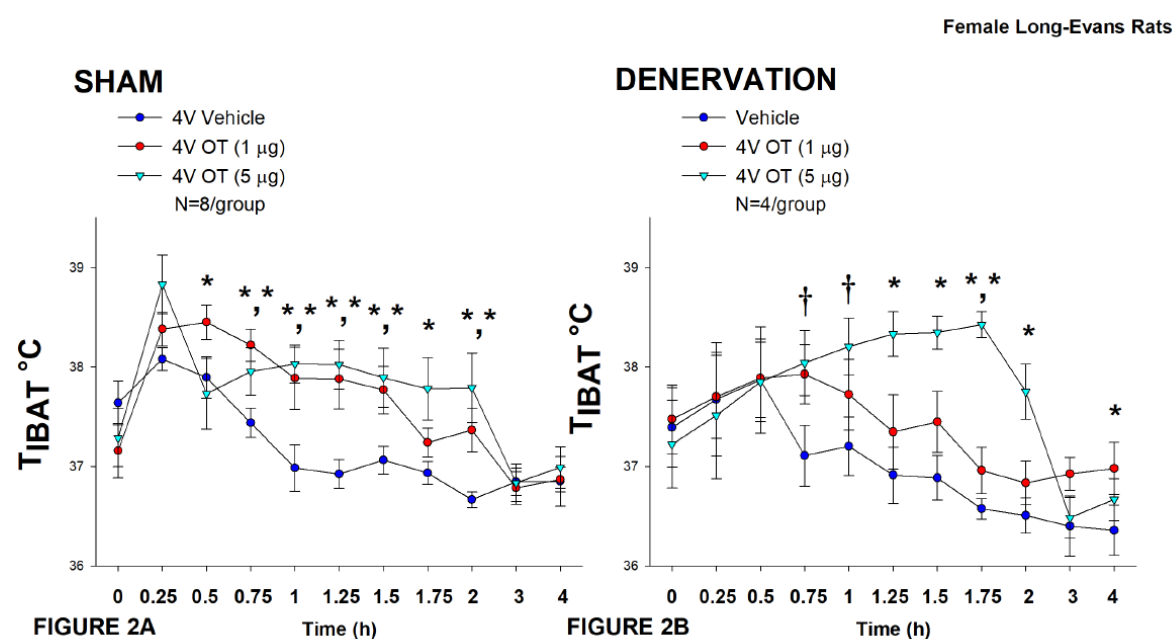 Female Long-Evans Rats
SHAM
4V Vehicle
4V OT (1 µg)
4V OT (5 µg)
N=8/group
TIBAT °C
39
38
37
36
*
*,*
*,*
*,*
*,*
*
*,*
0 0.25 0.5 0.75 1 1.25 1.5 1.75 2 3 4
FIGURE 2A
Time (h)
DENERVATION
Vehicle
4V OT (1 µg)
4V OT (5 µg)
N=4/group
TIBAT °C
39
38
37
36
†
†
*
*
*,*
*
*
0 0.25 0.5 0.75 1 1.25 1.5 1.75 2 3 4
FIGURE 2B
Time (h)